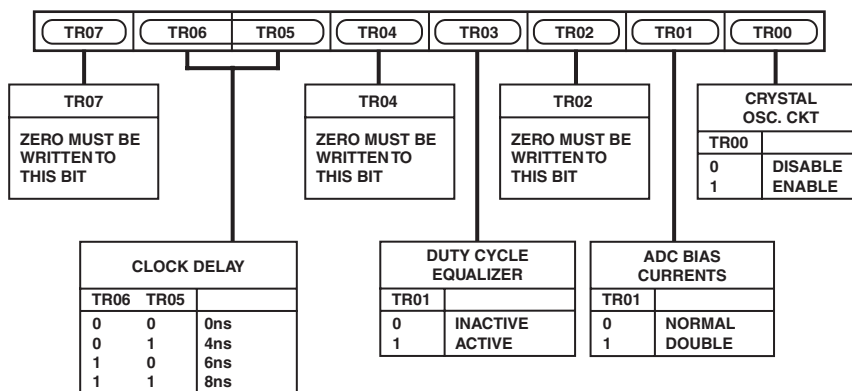 TR07 TR06 TR05 TR04 TR03 TR02 TR01 TR00
TR07
ZERO MUST BE
WRITTEN TO
THIS BIT
TR04
ZERO MUST BE
WRITTEN TO
THIS BIT
TR02
ZERO MUST BE
WRITTEN TO
THIS BIT
CRYSTAL
OSC. CKT
TR00
0 DISABLE
1 ENABLE
CLOCK DELAY
TR06 TR05
0 0 0ns
0 1 4ns
1 0 6ns
1 1 8ns
DUTY CYCLE
EQUALIZER
TR01
0 INACTIVE
1 ACTIVE
ADC BIAS
CURRENTS
TR01
0 NORMAL
1 DOUBLE